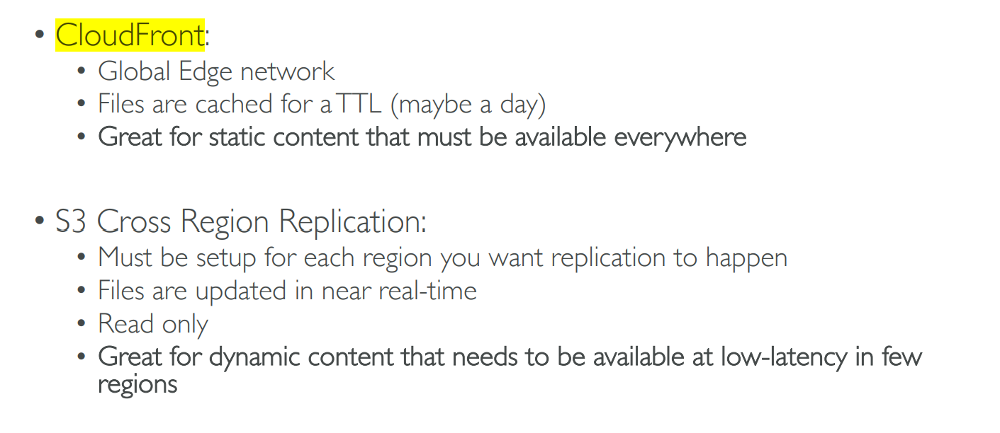 • CloudFront:
• Global Edge network
• Files are cached for a TTL (maybe a day)
• Great for static content that must be available everywhere
• S3 Cross Region Replication:
• Must be setup for each region you want replication to happen
• Files are updated in near real-time
• Read only
• Great for dynamic content that needs to be available at low-latency in few
regions